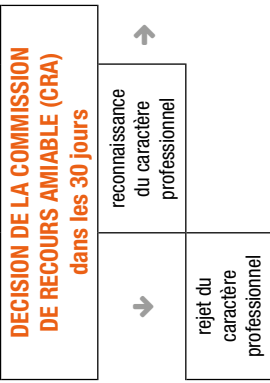 DECISION DE LA COMMISSION
DE RECOURS AMIABLE (CRA)
dans les 30 jours
rejet du
caractère
professionnel
reconnaissance
du caractère
professionnel